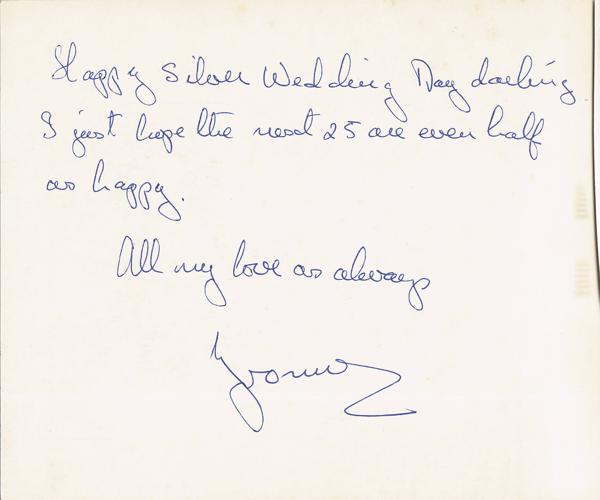 Happy Silver Wedding Day darling
I just hope the next 25 are even half
as happy.
All my love as always
Yvonne